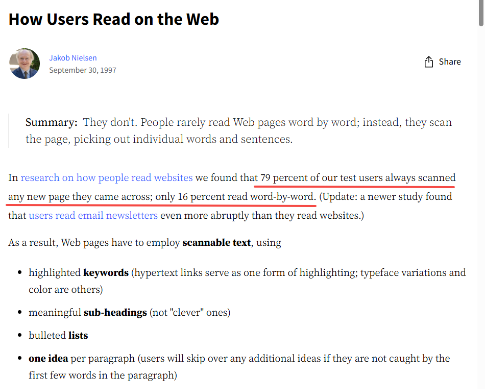 How Users Read on the Web
Jakob Nielsen
September 30, 1997
Share
Summary: They don't. People rarely read Web pages word by word; instead, they scan
the page, picking out individual words and sentences.
In research on how people read websites we found that 79 percent of our test users always scanned
any new page they came across; only 16 percent read word-by-word. (Update: a newer study found
that users read email newsletters even more abruptly than they read websites.)
As a result, Web pages have to employ scannable text, using
• highlighted keywords (hypertext links serve as one form of highlighting; typeface variations and
color are others)
• meaningful sub-headings (not "clever" ones)
• bulleted lists
• one idea per paragraph (users will skip over any additional ideas if they are not caught by the
first few words in the paragraph)